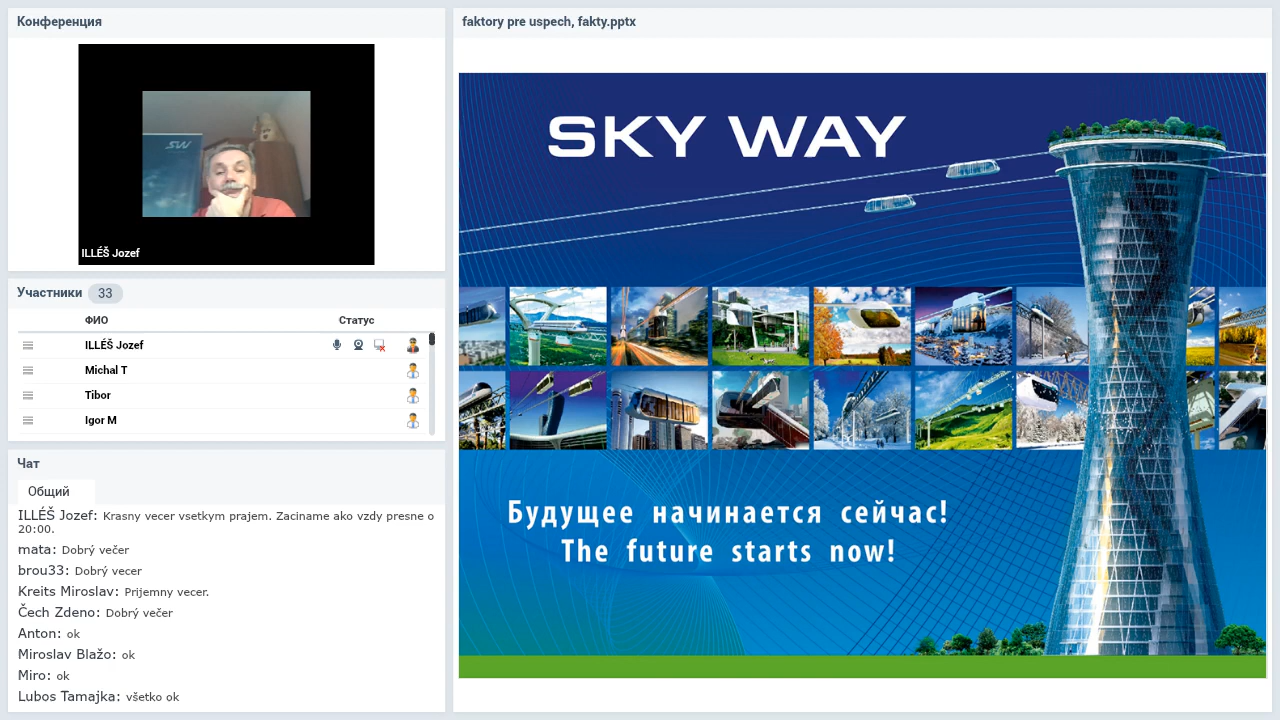 Конференция
SW
ILLÉŠ Jozef
Участники 33
ФИО Статус
ILLÉŠ Jozef
Michal T
Tibor
Igor M
Чат
Общий
ILLÉŠ Jozef: Krasny vecer vsetkym prajem. Zaciname ako vzdy presne o
20:00.
mata: Dobrý večer
brou33: Dobrý vecer
Kreits Miroslav: Prijemny vecer.
Čech Zdeno: Dobrý večer
Anton: ok
Miroslav Blažo: ok
Miro: ok
Lubos Tamajka: všetko ok
faktory pre uspech, fakty.pptx
SKY WAY
Будущее начинается сейчас!
The future starts now!